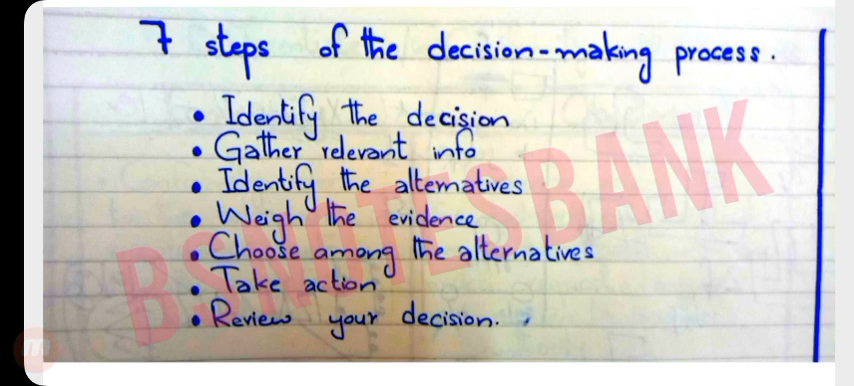 7 steps of the decision-making process.
• Identify the decision
• Gather relevant info
• Identify the alternatives
• Weigh the evidence
• Choose among the alternatives
• Take action
• Review your decision.
BSNOTESBANK